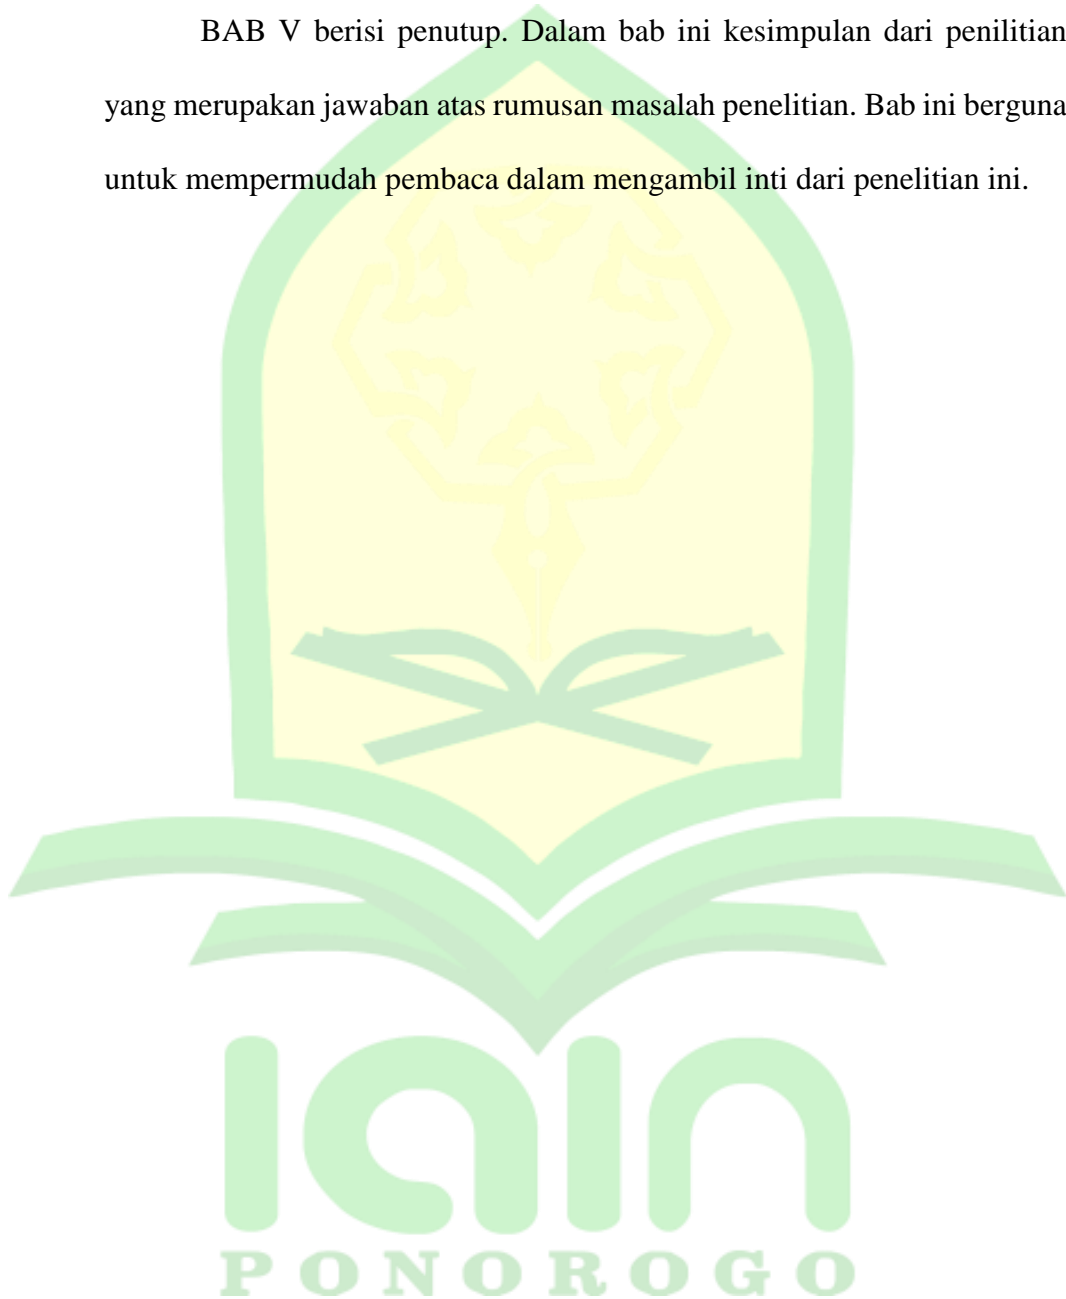 BAB V berisi penutup. Dalam bab ini kesimpulan dari penilitian
yang merupakan jawaban atas rumusan masalah penelitian. Bab ini berguna
untuk mempermudah pembaca dalam mengambil inti dari penelitian ini.
IAIN
PONOROGO